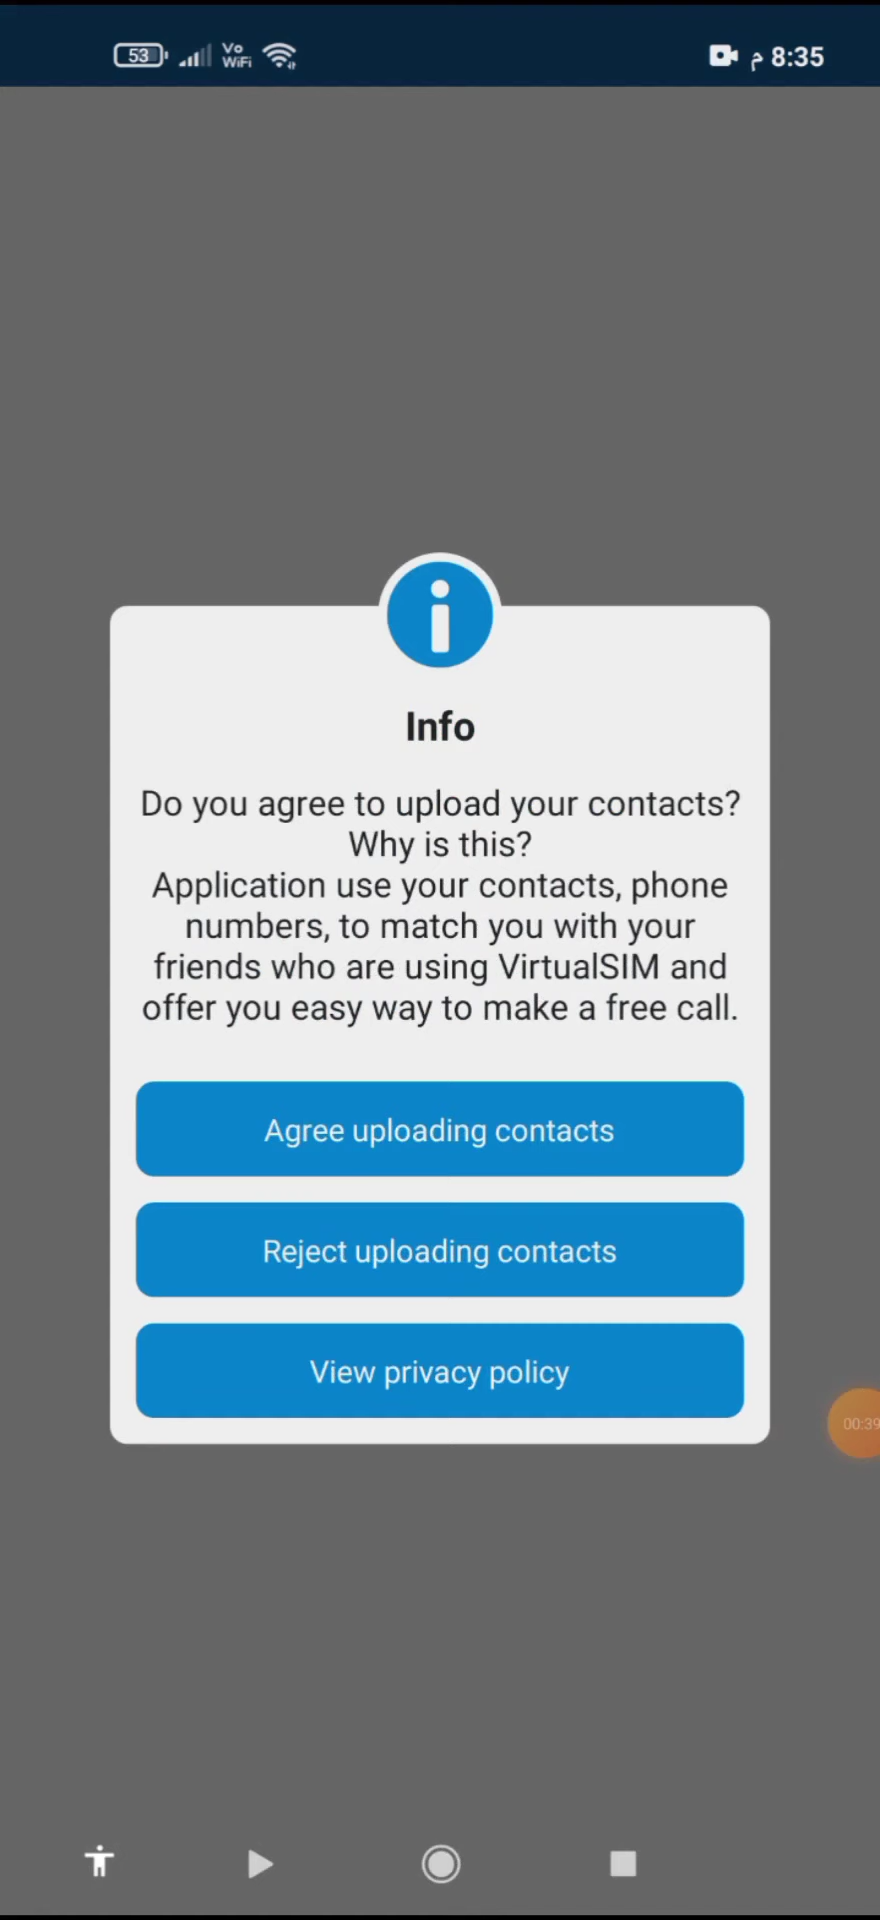 53 Vo WiFi م 8:35
Info
Do you agree to upload your contacts?
Why is this?
Application use your contacts, phone
numbers, to match you with your
friends who are using VirtualSIM and
offer you easy way to make a free call.
Agree uploading contacts
Reject uploading contacts
View privacy policy
00:39